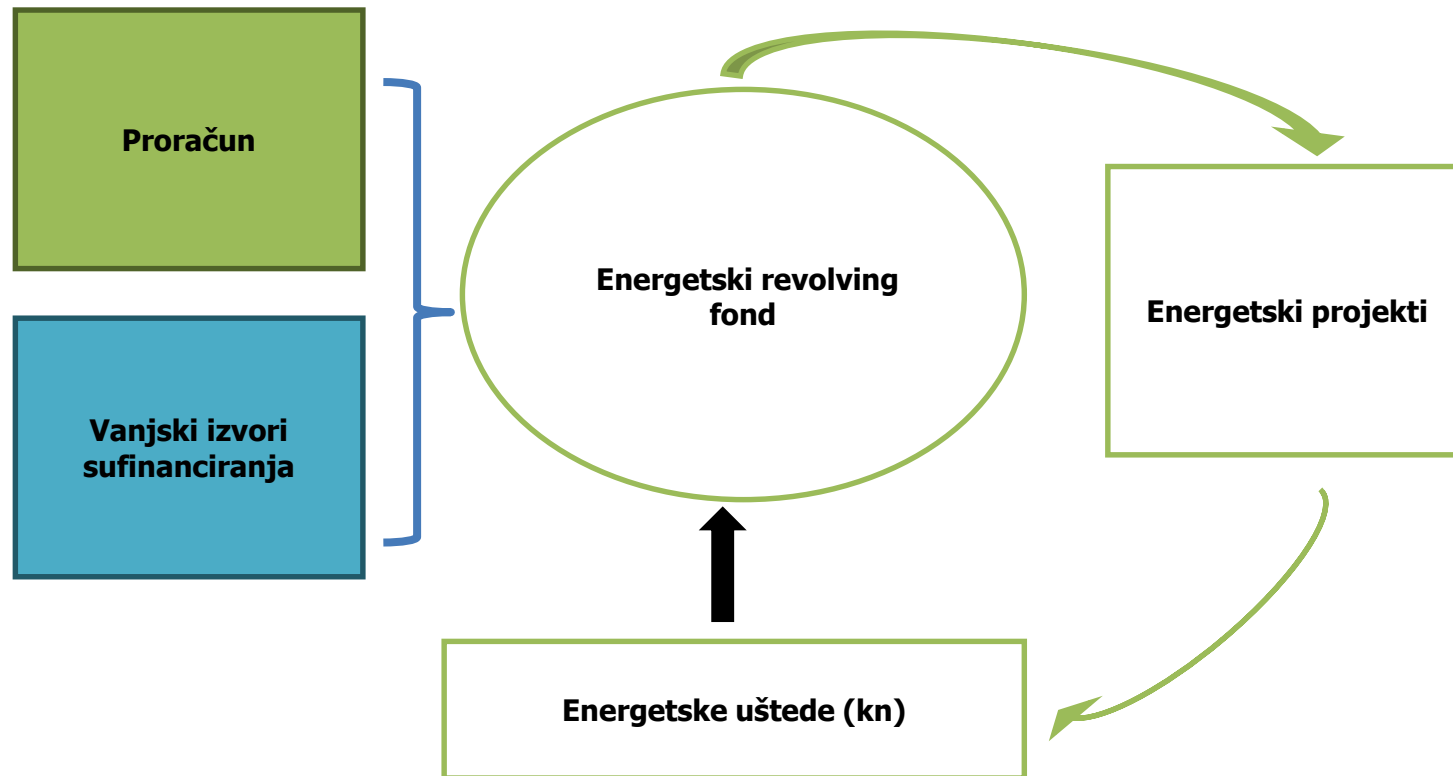 Proračun
Energetski revolving
fond
Energetski projekti
Vanjski izvori
sufinanciranja
Energetske uštede (kn)